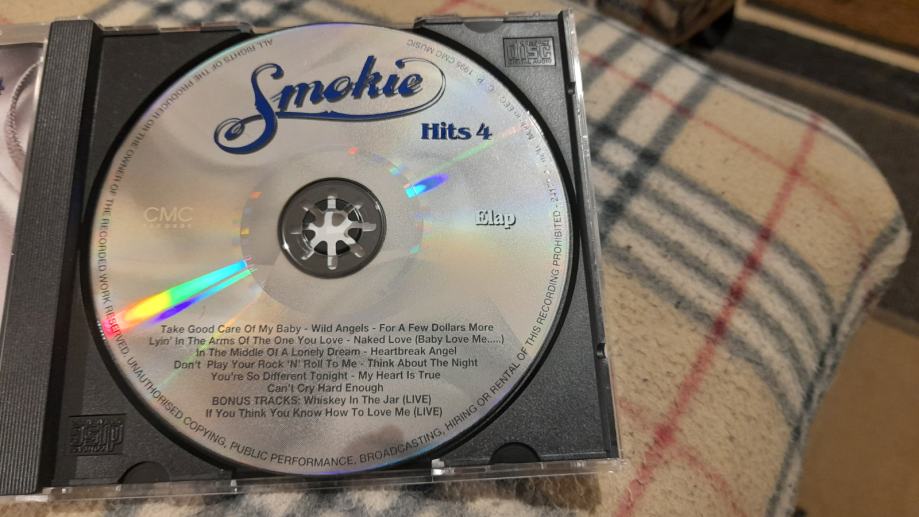 Smokie
Hits 4
CMC
RECORDS
Elap
Take Good Care Of My Baby - Wild Angels - For A Few Dollars More
Lyin' In The Arms Of The One You Love - Naked Love (Baby Love Me....)
In The Middle Of A Lonely Dream - Heartbreak Angel
Don't Play Your Rock 'N' Roll To Me - Think About The Night
You're So Different Tonight - My Heart Is True
Can't Cry Hard Enough
BONUS TRACKS: Whiskey In The Jar (LIVE)
If You Think You Know How To Love Me (LIVE)
ALL RIGHTS OF THE PRODUCER OR THE OWNER OF THE RECORDED WORK RESERVED. UNAUTHORISED COPYING, PUBLIC PERFORMANCE, BROADCASTING, HIRING OR RENTAL OF THIS RECORDING PROHIBITED
CMC MUSIC
disc
DIGITAL AUDIO